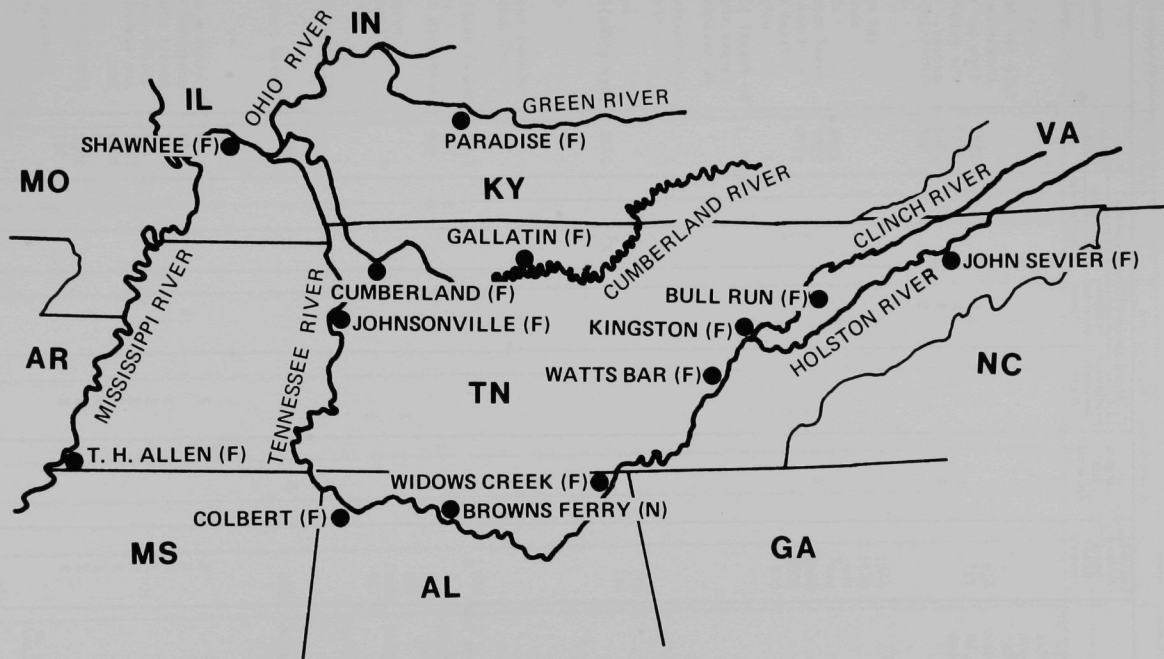 IN
IL
OHIO RIVER
GREEN RIVER
SHAWNEE (F)
PARADISE (F)
VA
MO
KY
CLINCH RIVER
CUMBERLAND RIVER
GALLATIN (F)
JOHN SEVIER (F)
MISSISSIPPI RIVER
CUMBERLAND (F)
BULL RUN (F)
HOLSTON RIVER
TENNESSEE RIVER
JOHNSONVILLE (F)
KINGSTON (F)
AR
WATTS BAR (F)
NC
TN
T. H. ALLEN (F)
WIDOWS CREEK (F)
COLBERT (F)
BROWNS FERRY (N)
MS
GA
AL